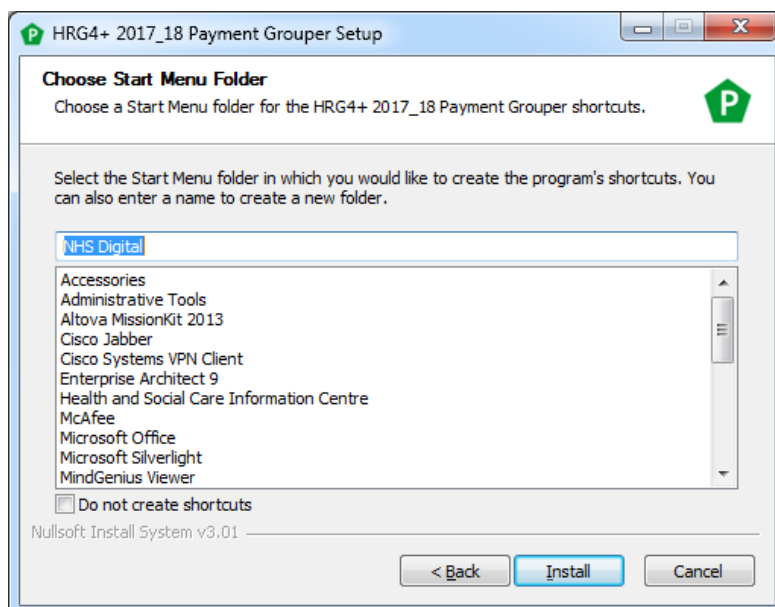 P HRG4+ 2017_18 Payment Grouper Setup
Choose Start Menu Folder
Choose a Start Menu folder for the HRG4+ 2017_18 Payment Grouper shortcuts.
P
Select the Start Menu folder in which you would like to create the program's shortcuts. You
can also enter a name to create a new folder.
NHS Digital
Accessories
Administrative Tools
Altova MissionKit 2013
Cisco Jabber
Cisco Systems VPN Client
Enterprise Architect 9
Health and Social Care Information Centre
McAfee
Microsoft Office
Microsoft Silverlight
MindGenius Viewer
Do not create shortcuts
Nullsoft Install System v3.01
< Back Install Cancel